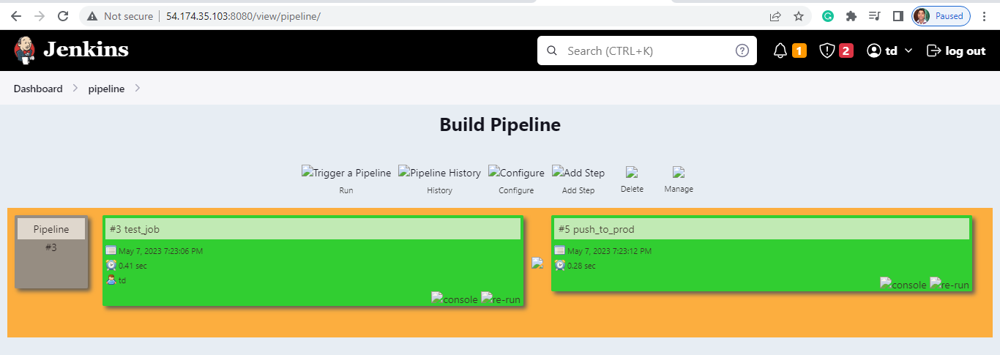 Not secure 54.174.35.103:8080/view/pipeline/ Paused
Jenkins Search (CTRL+K) ? 1 2 td log out
Dashboard pipeline
Build Pipeline
Trigger a Pipeline Pipeline History Configure Add Step
Run History Configure Add Step Delete Manage
Pipeline #3 test_job #5 push_to_prod
#3 May 7, 2023 7:23:06 PM May 7, 2023 7:23:12 PM
0.41 sec 0.28 sec
td
console re-run console re-run